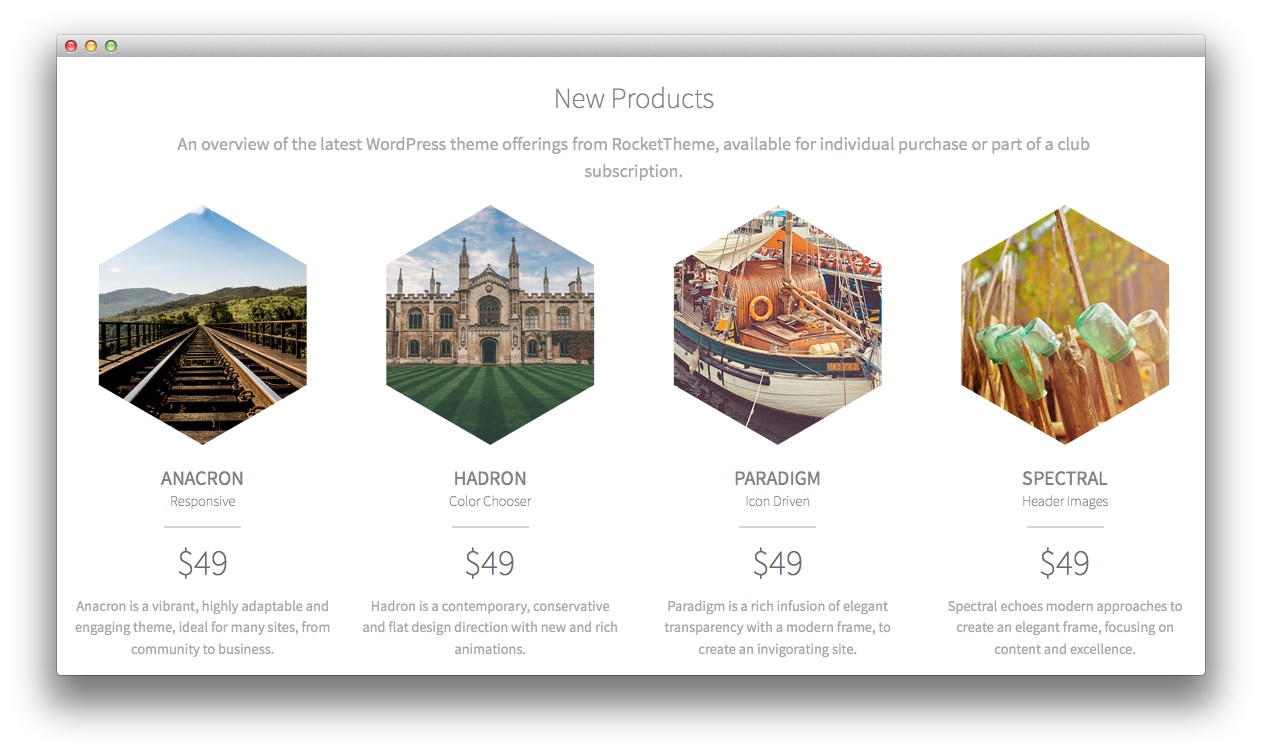 New Products
An overview of the latest WordPress theme offerings from RocketTheme, available for individual purchase or part of a club
subscription.
ANACRON
Responsive
$49
Anacron is a vibrant, highly adaptable and
engaging theme, ideal for many sites, from
community to business.
HADRON
Color Chooser
$49
Hadron is a contemporary, conservative
and flat design direction with new and rich
animations.
PARADIGM
Icon Driven
$49
Paradigm is a rich infusion of elegant
transparency with a modern frame, to
create an invigorating site.
SPECTRAL
Header Images
$49
Spectral echoes modern approaches to
create an elegant frame, focusing on
content and excellence.